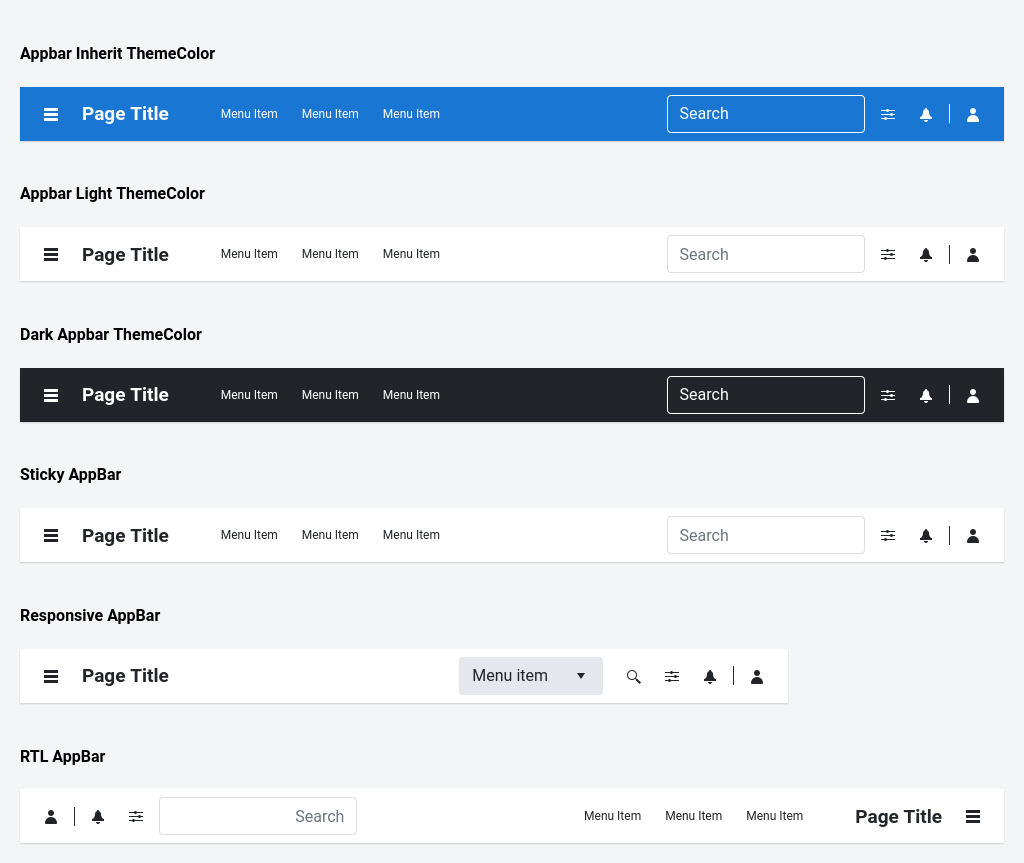 Appbar Inherit ThemeColor
Page Title Menu Item Menu Item Menu Item Search
Appbar Light ThemeColor
Page Title Menu Item Menu Item Menu Item Search
Dark Appbar ThemeColor
Page Title Menu Item Menu Item Menu Item Search
Sticky AppBar
Page Title Menu Item Menu Item Menu Item Search
Responsive AppBar
Page Title Menu item
RTL AppBar
Search Menu Item Menu Item Menu Item Page Title